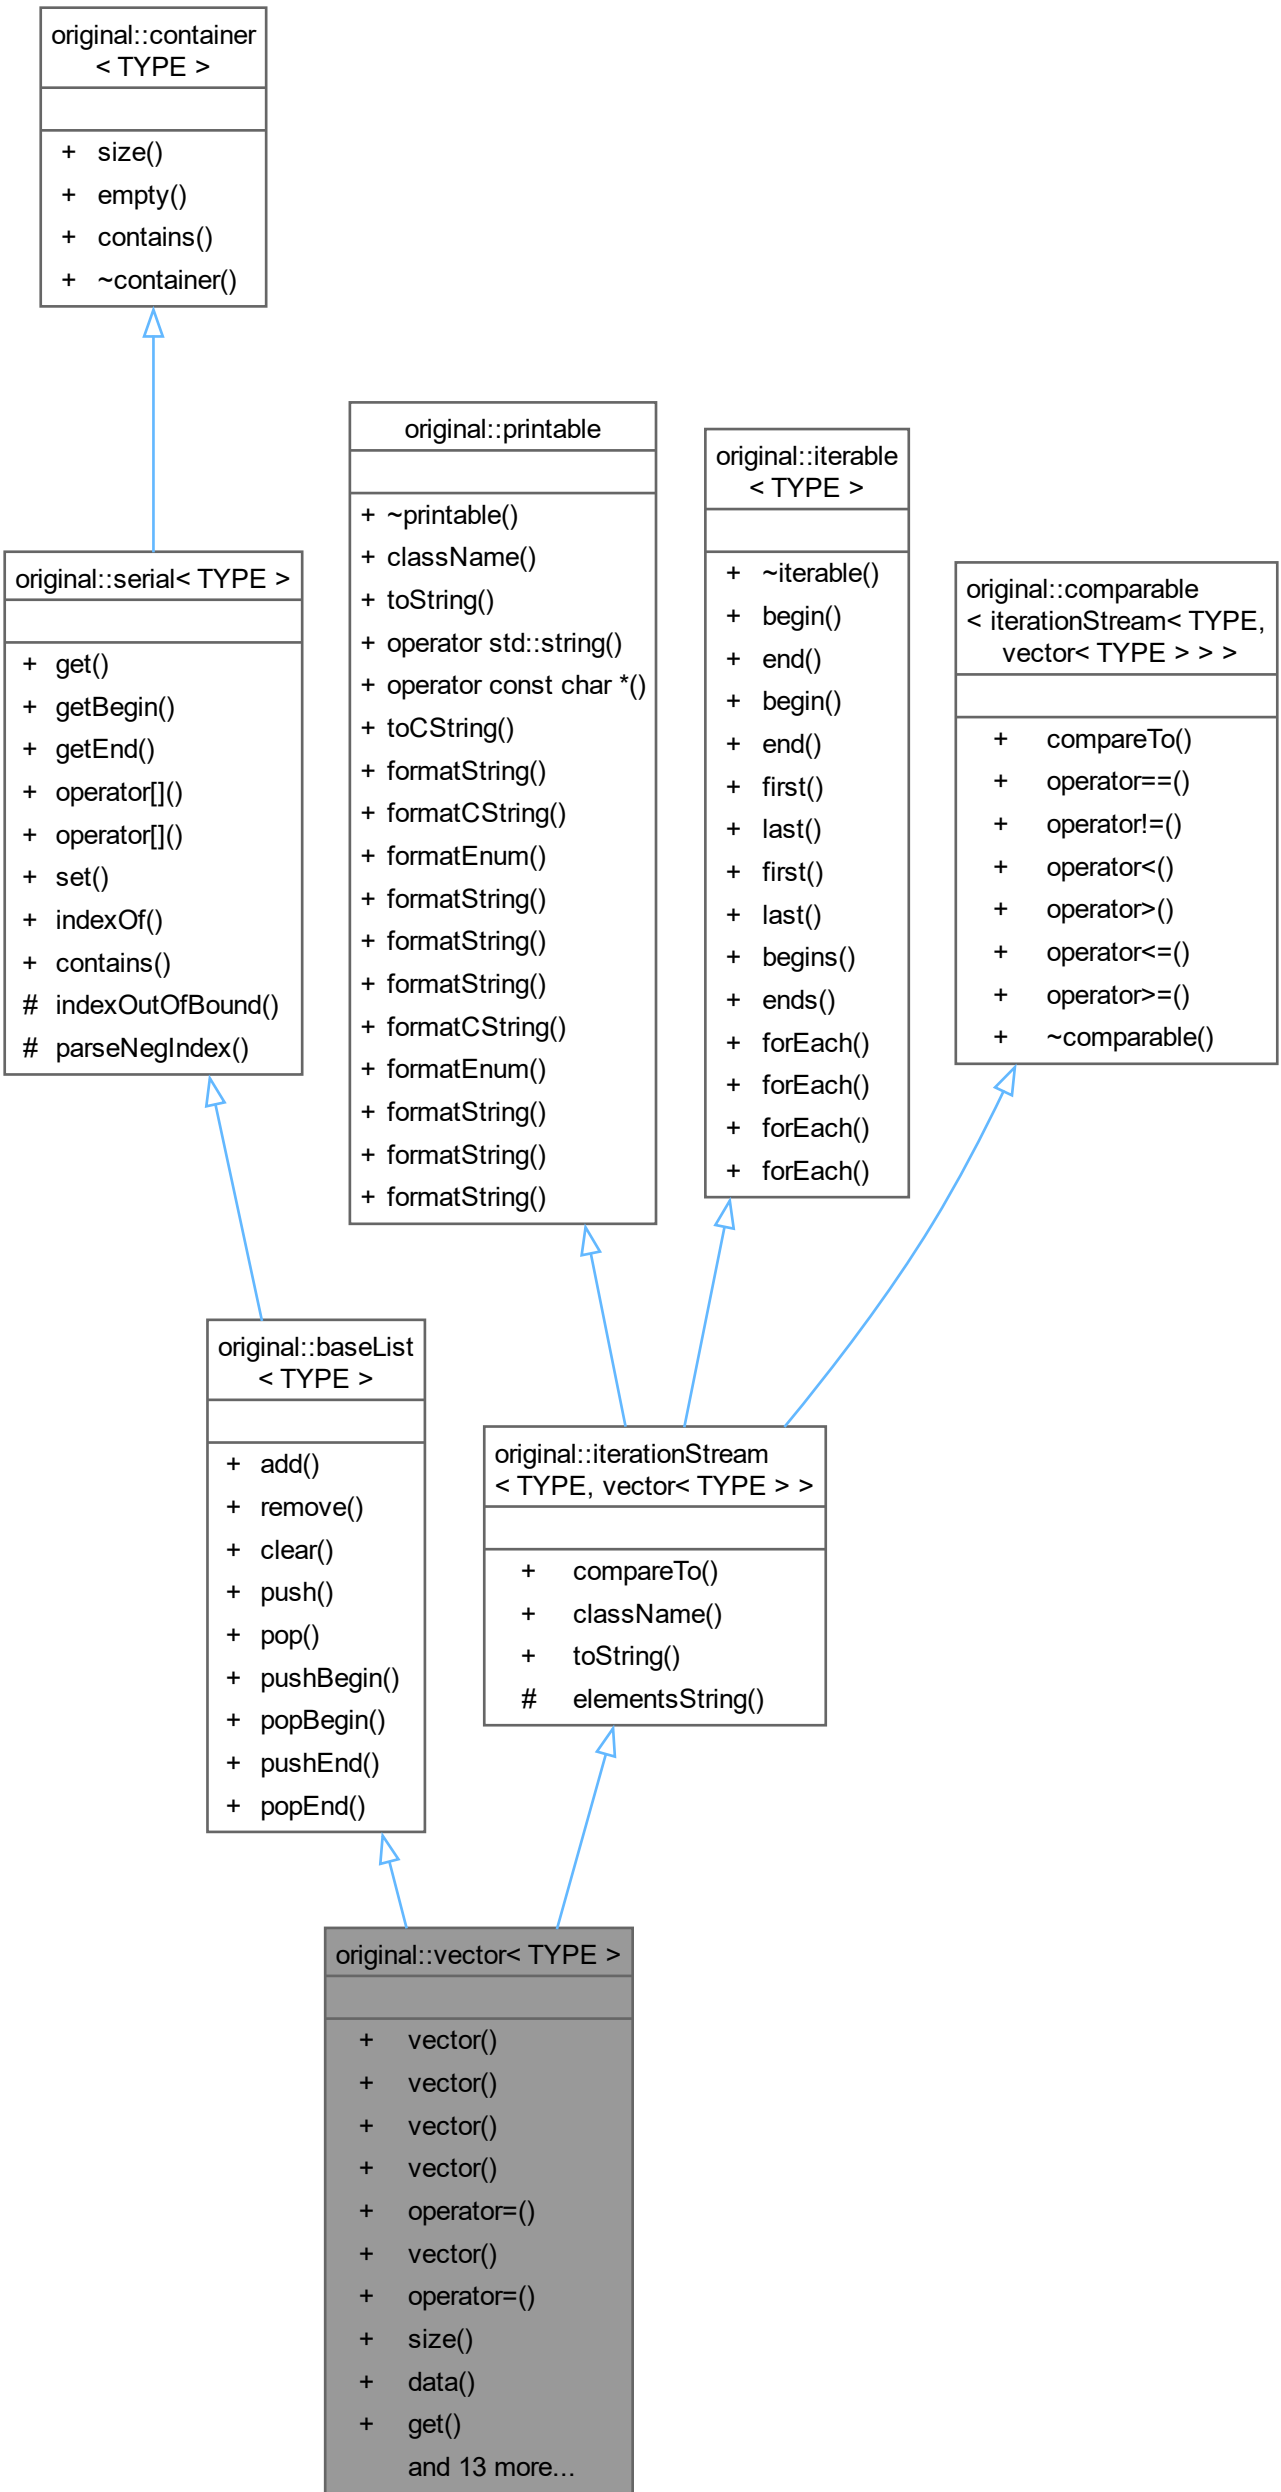 original::container
< TYPE >
+ size()
+ empty()
+ contains()
+ ~container()
original::serial< TYPE >
+ get()
+ getBegin()
+ getEnd()
+ operator[]()
+ operator[]()
+ set()
+ indexOf()
+ contains()
# indexOutOfBound()
# parseNegIndex()
original::printable
+ ~printable()
+ className()
+ toString()
+ operator std::string()
+ operator const char *()
+ toCString()
+ formatString()
+ formatCString()
+ formatEnum()
+ formatString()
+ formatString()
+ formatString()
+ formatCString()
+ formatEnum()
+ formatString()
+ formatString()
+ formatString()
original::iterable
< TYPE >
+ ~iterable()
+ begin()
+ end()
+ begin()
+ end()
+ first()
+ last()
+ first()
+ last()
+ begins()
+ ends()
+ forEach()
+ forEach()
+ forEach()
+ forEach()
original::comparable
< iterationStream< TYPE,
vector< TYPE > > >
+ compareTo()
+ operator==()
+ operator!=()
+ operator<()
+ operator>()
+ operator<=()
+ operator>=()
+ ~comparable()
original::baseList
< TYPE >
+ add()
+ remove()
+ clear()
+ push()
+ pop()
+ pushBegin()
+ popBegin()
+ pushEnd()
+ popEnd()
original::iterationStream
< TYPE, vector< TYPE > >
+ compareTo()
+ className()
+ toString()
# elementsString()
original::vector< TYPE >
+ vector()
+ vector()
+ vector()
+ vector()
+ operator=()
+ vector()
+ operator=()
+ size()
+ data()
+ get()
and 13 more...